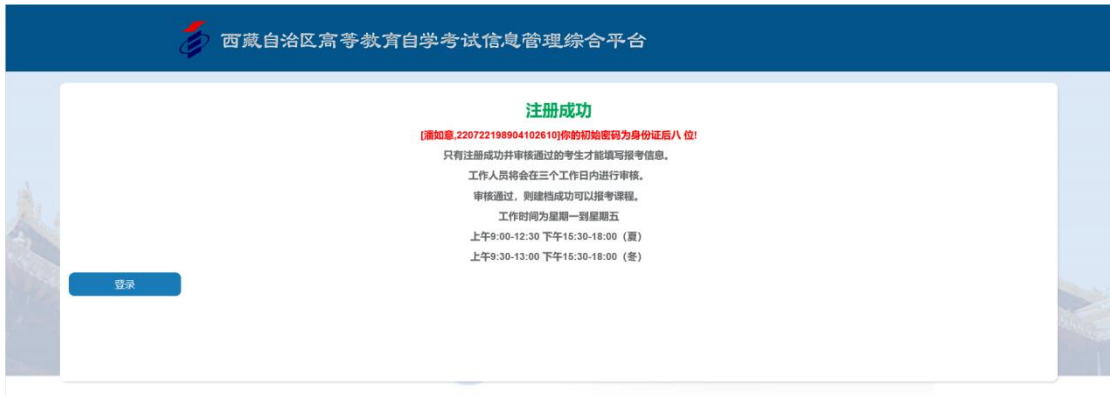 西藏自治区高等教育自学考试信息管理综合平台
注册成功
[潘如意,220722198904102610]你的初始密码为身份证后八 位!
只有注册成功并审核通过的考生才能填写报考信息。
工作人员将会在三个工作日内进行审核。
审核通过，则建档成功可以报考课程。
工作时间为星期一到星期五
上午9:00-12:30 下午15:30-18:00（夏）
上午9:30-13:00 下午15:30-18:00（冬）
登录